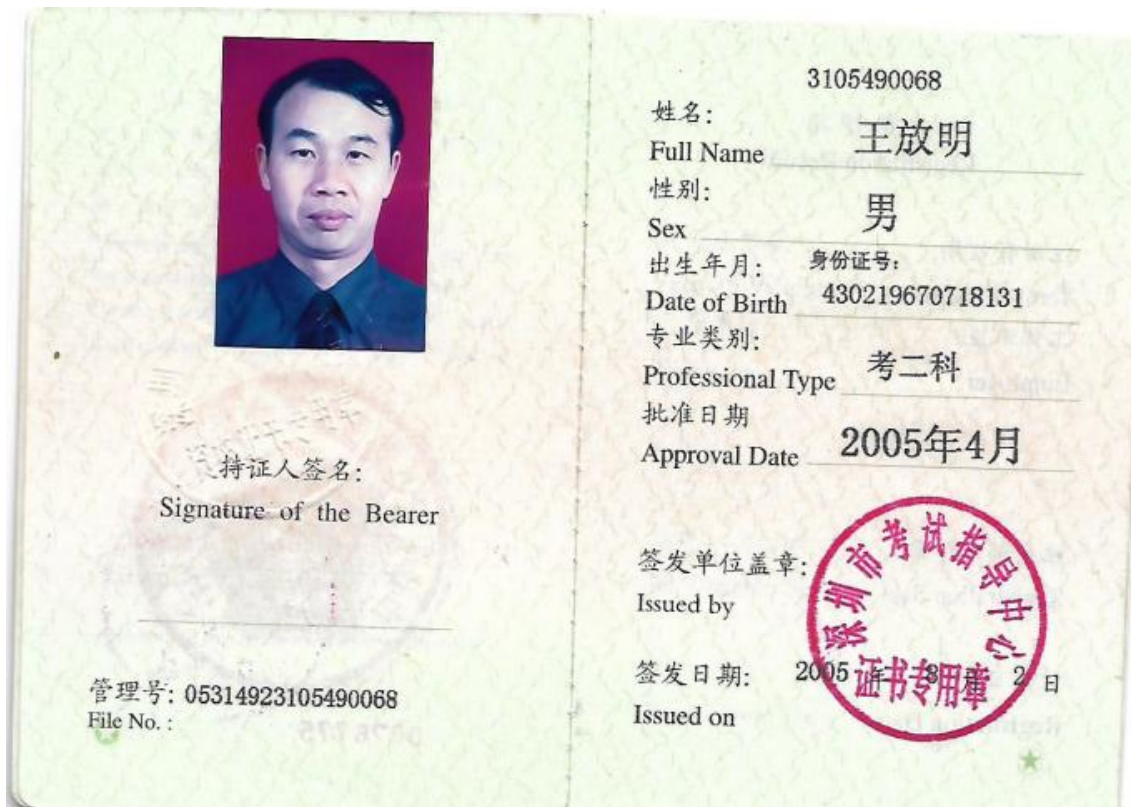 持证人签名:
Signature of the Bearer
管理号: 05314923105490068
File No. :
3105490068
姓名: 王放明
Full Name
性别: 男
Sex
出生年月: 身份证号:
Date of Birth 430219670718131
专业类别: 考二科
Professional Type
批准日期 2005年4月
Approval Date
签发单位盖章:
Issued by
深圳市考试指导中心
证书专用章
签发日期: 2005 年 8 月 2 日
Issued on